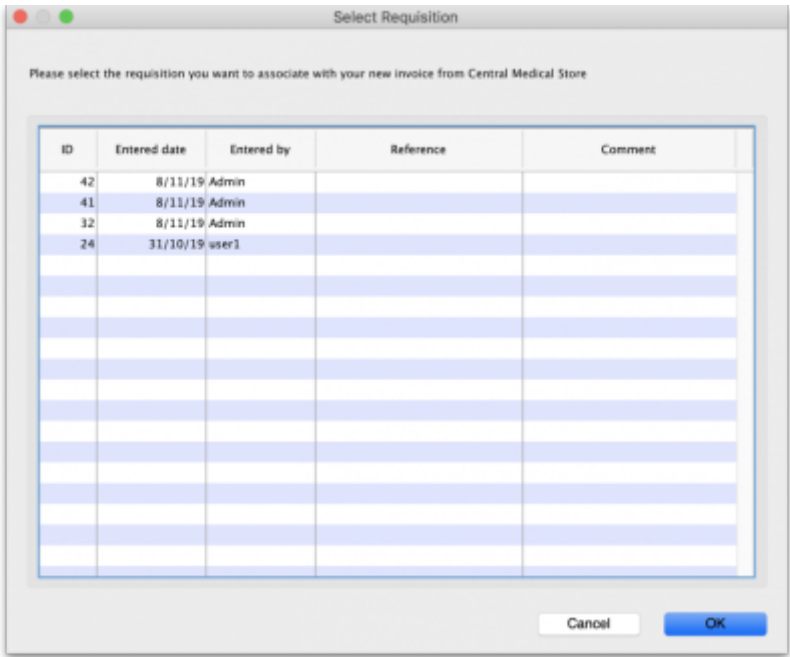 Select Requisition
Please select the requisition you want to associate with your new invoice from Central Medical Store
ID Entered date Entered by Reference Comment
42 8/11/19 Admin
41 8/11/19 Admin
32 8/11/19 Admin
24 31/10/19 user1
Cancel OK